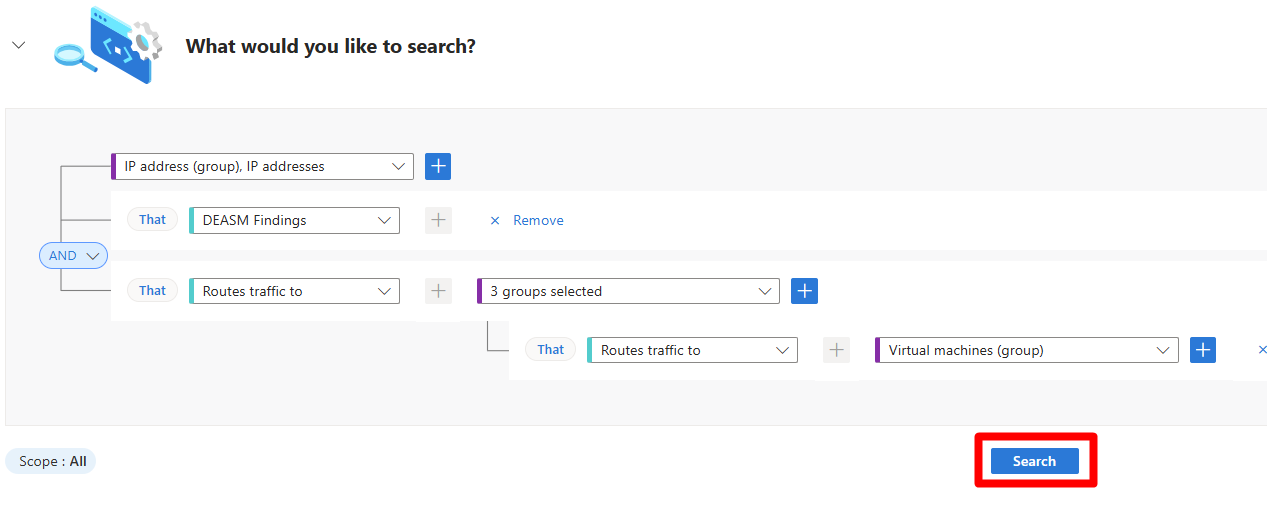 What would you like to search?
IP address (group), IP addresses
That DEASM Findings Remove
AND
That Routes traffic to 3 groups selected
That Routes traffic to Virtual machines (group)
Scope : All Search